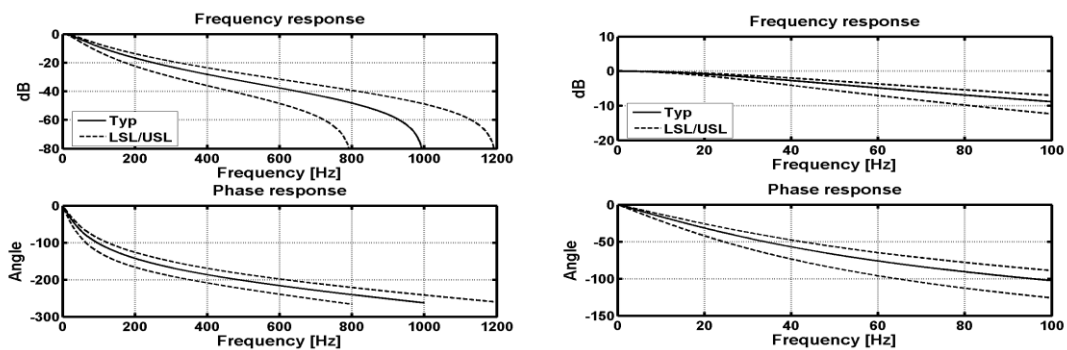 Frequency response
0
-20
-40
-60
-80
dB
Typ
LSL/USL
0 200 400 600 800 1000 1200
Frequency [Hz]
Phase response
0
-100
-200
-300
Angle
0 200 400 600 800 1000 1200
Frequency [Hz]
Frequency response
10
0
-10
-20
dB
Typ
LSL/USL
0 20 40 60 80 100
Frequency [Hz]
Phase response
0
-50
-100
-150
Angle
0 20 40 60 80 100
Frequency [Hz]